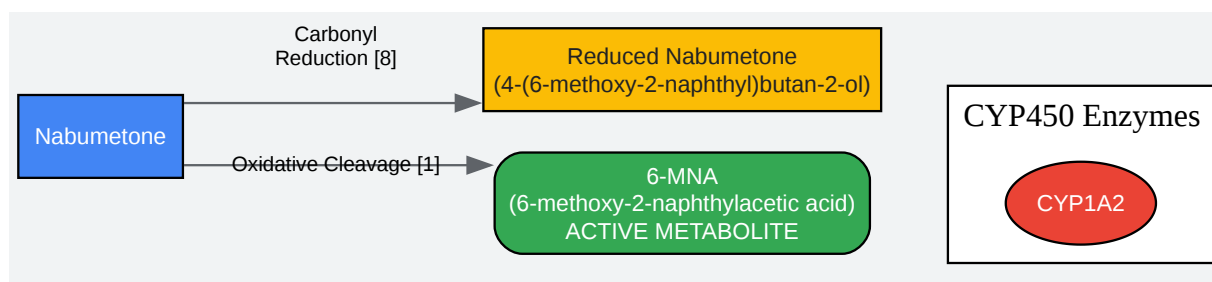 Carbonyl
Reduction [8]
Reduced Nabumetone
(4-(6-methoxy-2-naphthyl)butan-2-ol)
Nabumetone
Oxidative Cleavage [1]
6-MNA
(6-methoxy-2-naphthylacetic acid)
ACTIVE METABOLITE
CYP450 Enzymes
CYP1A2